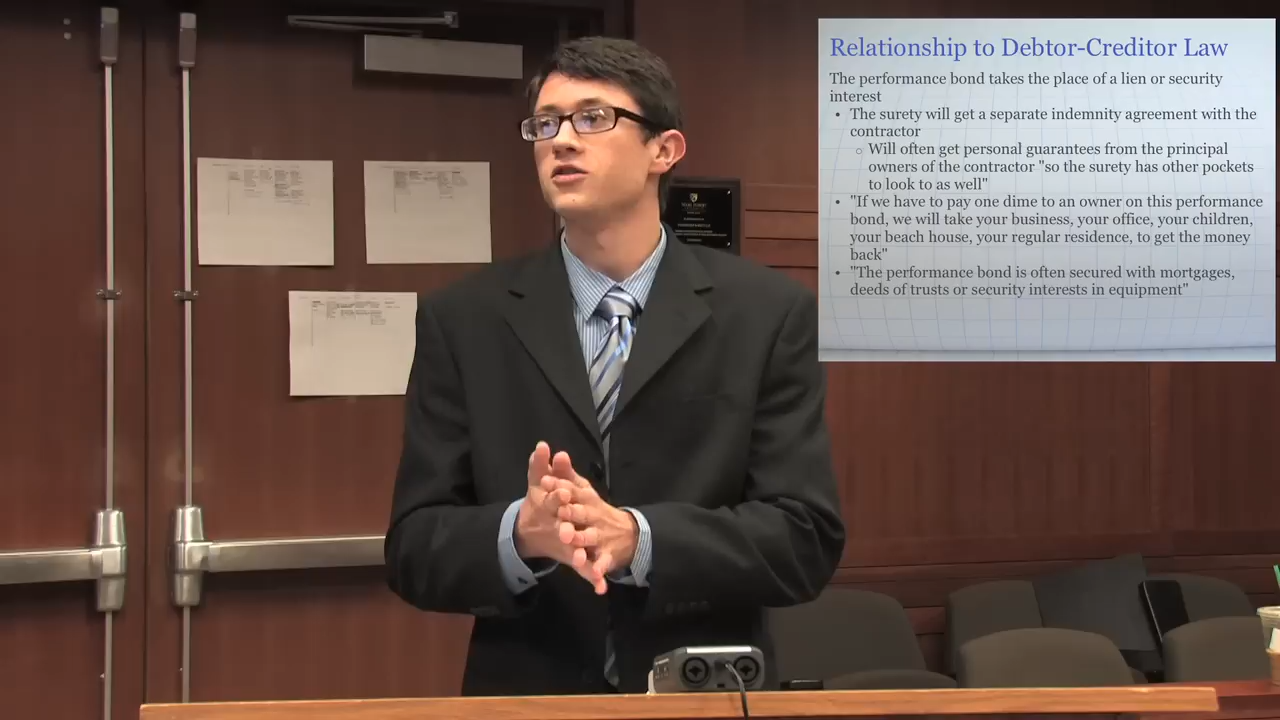 Relationship to Debtor-Creditor Law
The performance bond takes the place of a lien or security
interest
• The surety will get a separate indemnity agreement with the
contractor
○ Will often get personal guarantees from the principal
owners of the contractor "so the surety has other pockets
to look to as well"
• "If we have to pay one dime to an owner on this performance
bond, we will take your business, your wife, your children,
your beach house, your regular residence, to get the money
back"
• "The performance bond is often secured with mortgages,
deeds of trusts or security interests in equipment"